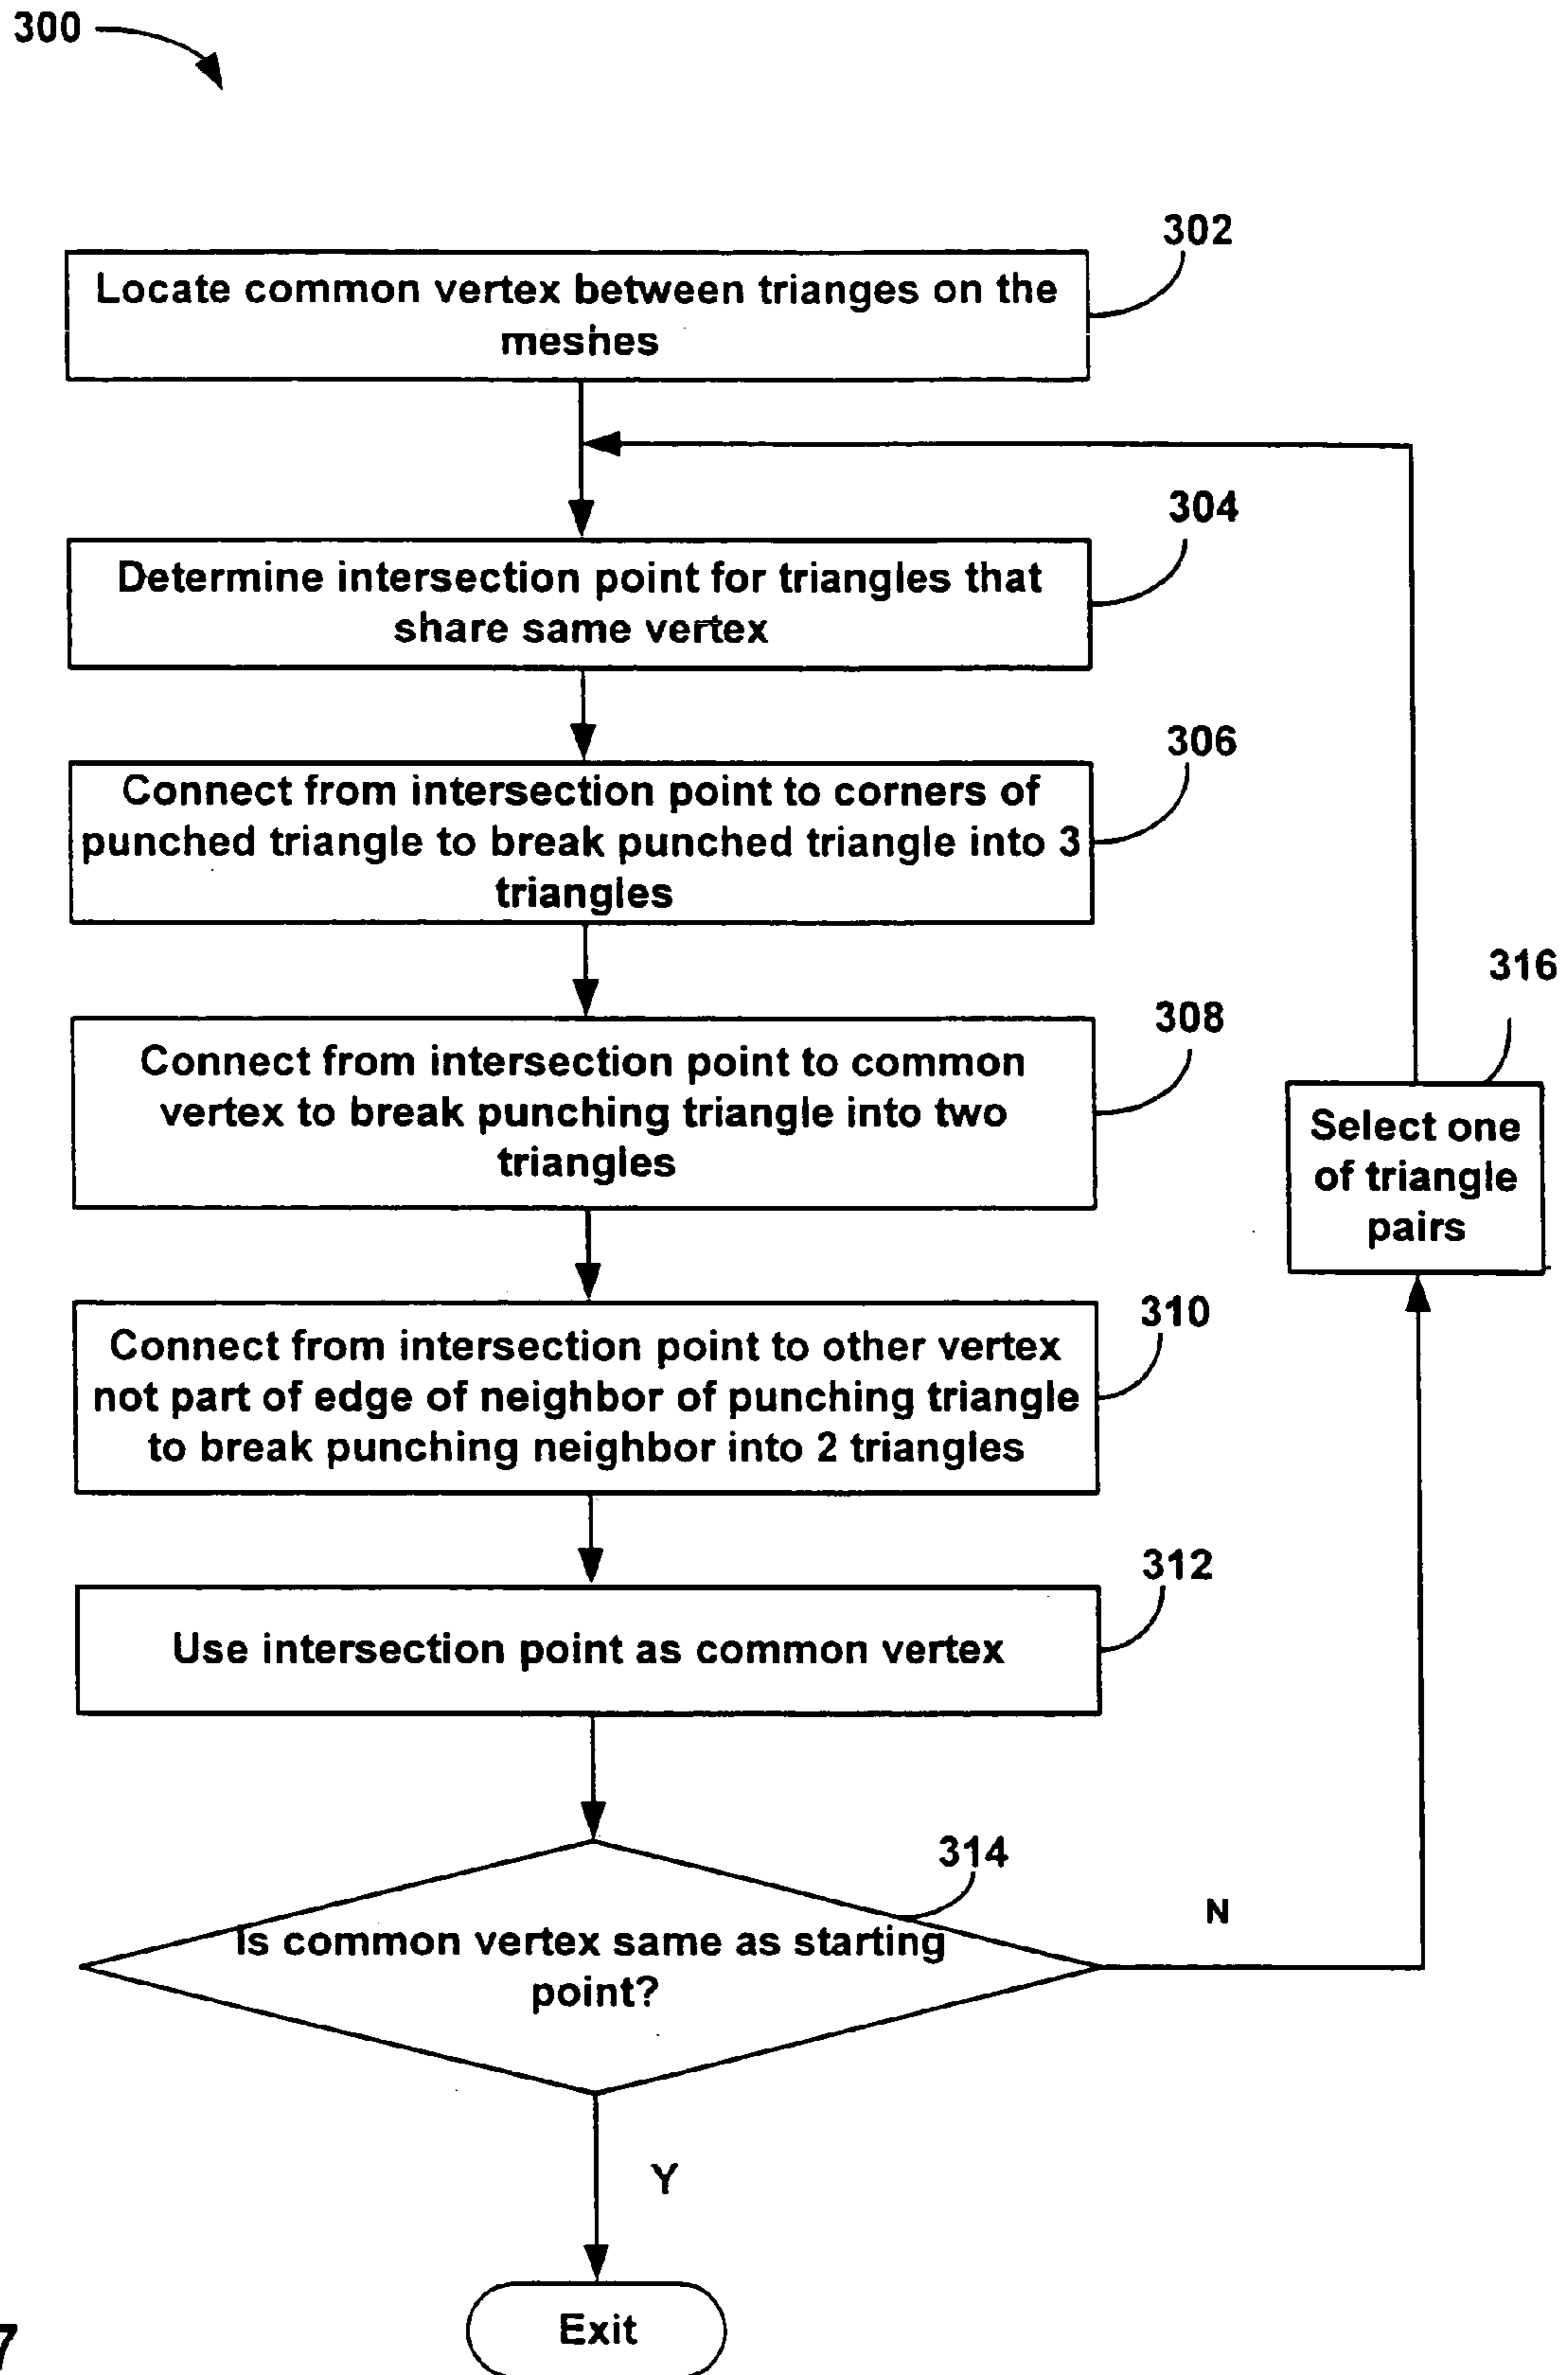 300
302
Locate common vertex between trianges on the
meshes
304
Determine intersection point for triangles that
share same vertex
306
Connect from intersection point to corners of
punched triangle to break punched triangle into 3
triangles
316
308
Connect from intersection point to common
vertex to break punching triangle into two
triangles
Select one
of triangle
pairs
310
Connect from intersection point to other vertex
not part of edge of neighbor of punching triangle
to break punching neighbor into 2 triangles
312
Use intersection point as common vertex
314
N
Is common vertex same as starting
point?
Y
Exit
7